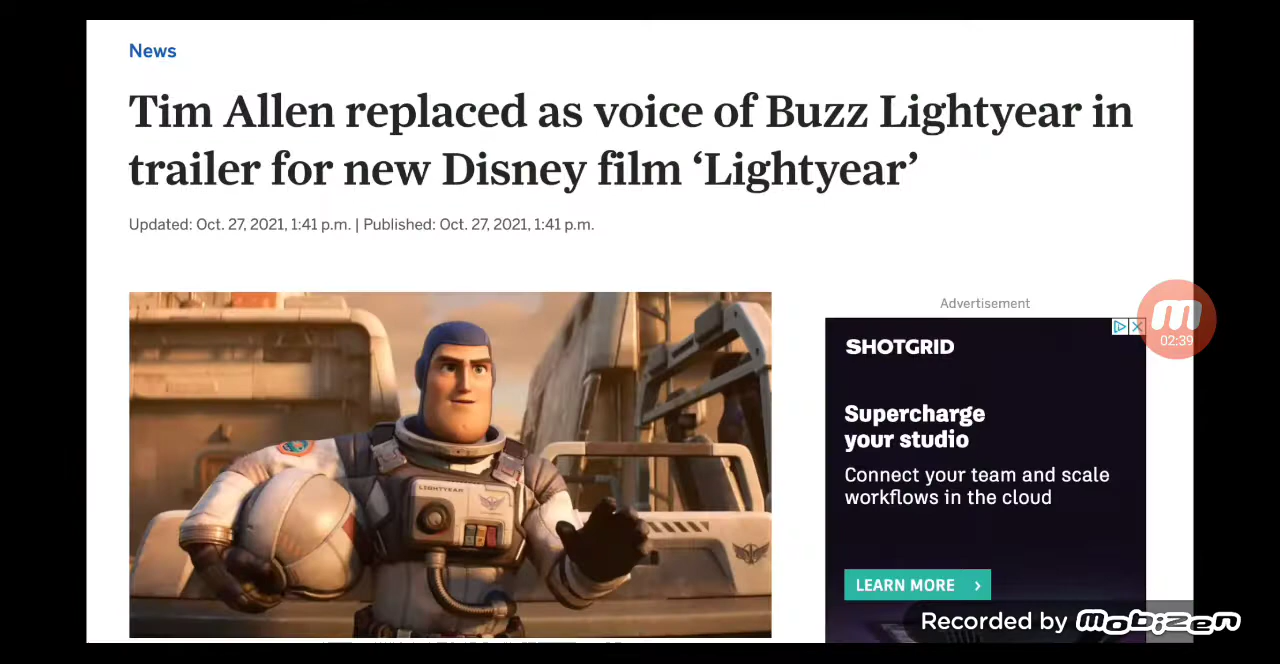 News
Tim Allen replaced as voice of Buzz Lightyear in
trailer for new Disney film ‘Lightyear’
Updated: Oct. 27, 2021, 1:41 p.m. | Published: Oct. 27, 2021, 1:41 p.m.
Advertisement
SHOTGRID
02:39
Supercharge
your studio
Connect your team and scale
workflows in the cloud
LIGHTYEAR
LEARN MORE
Recorded by mobizen